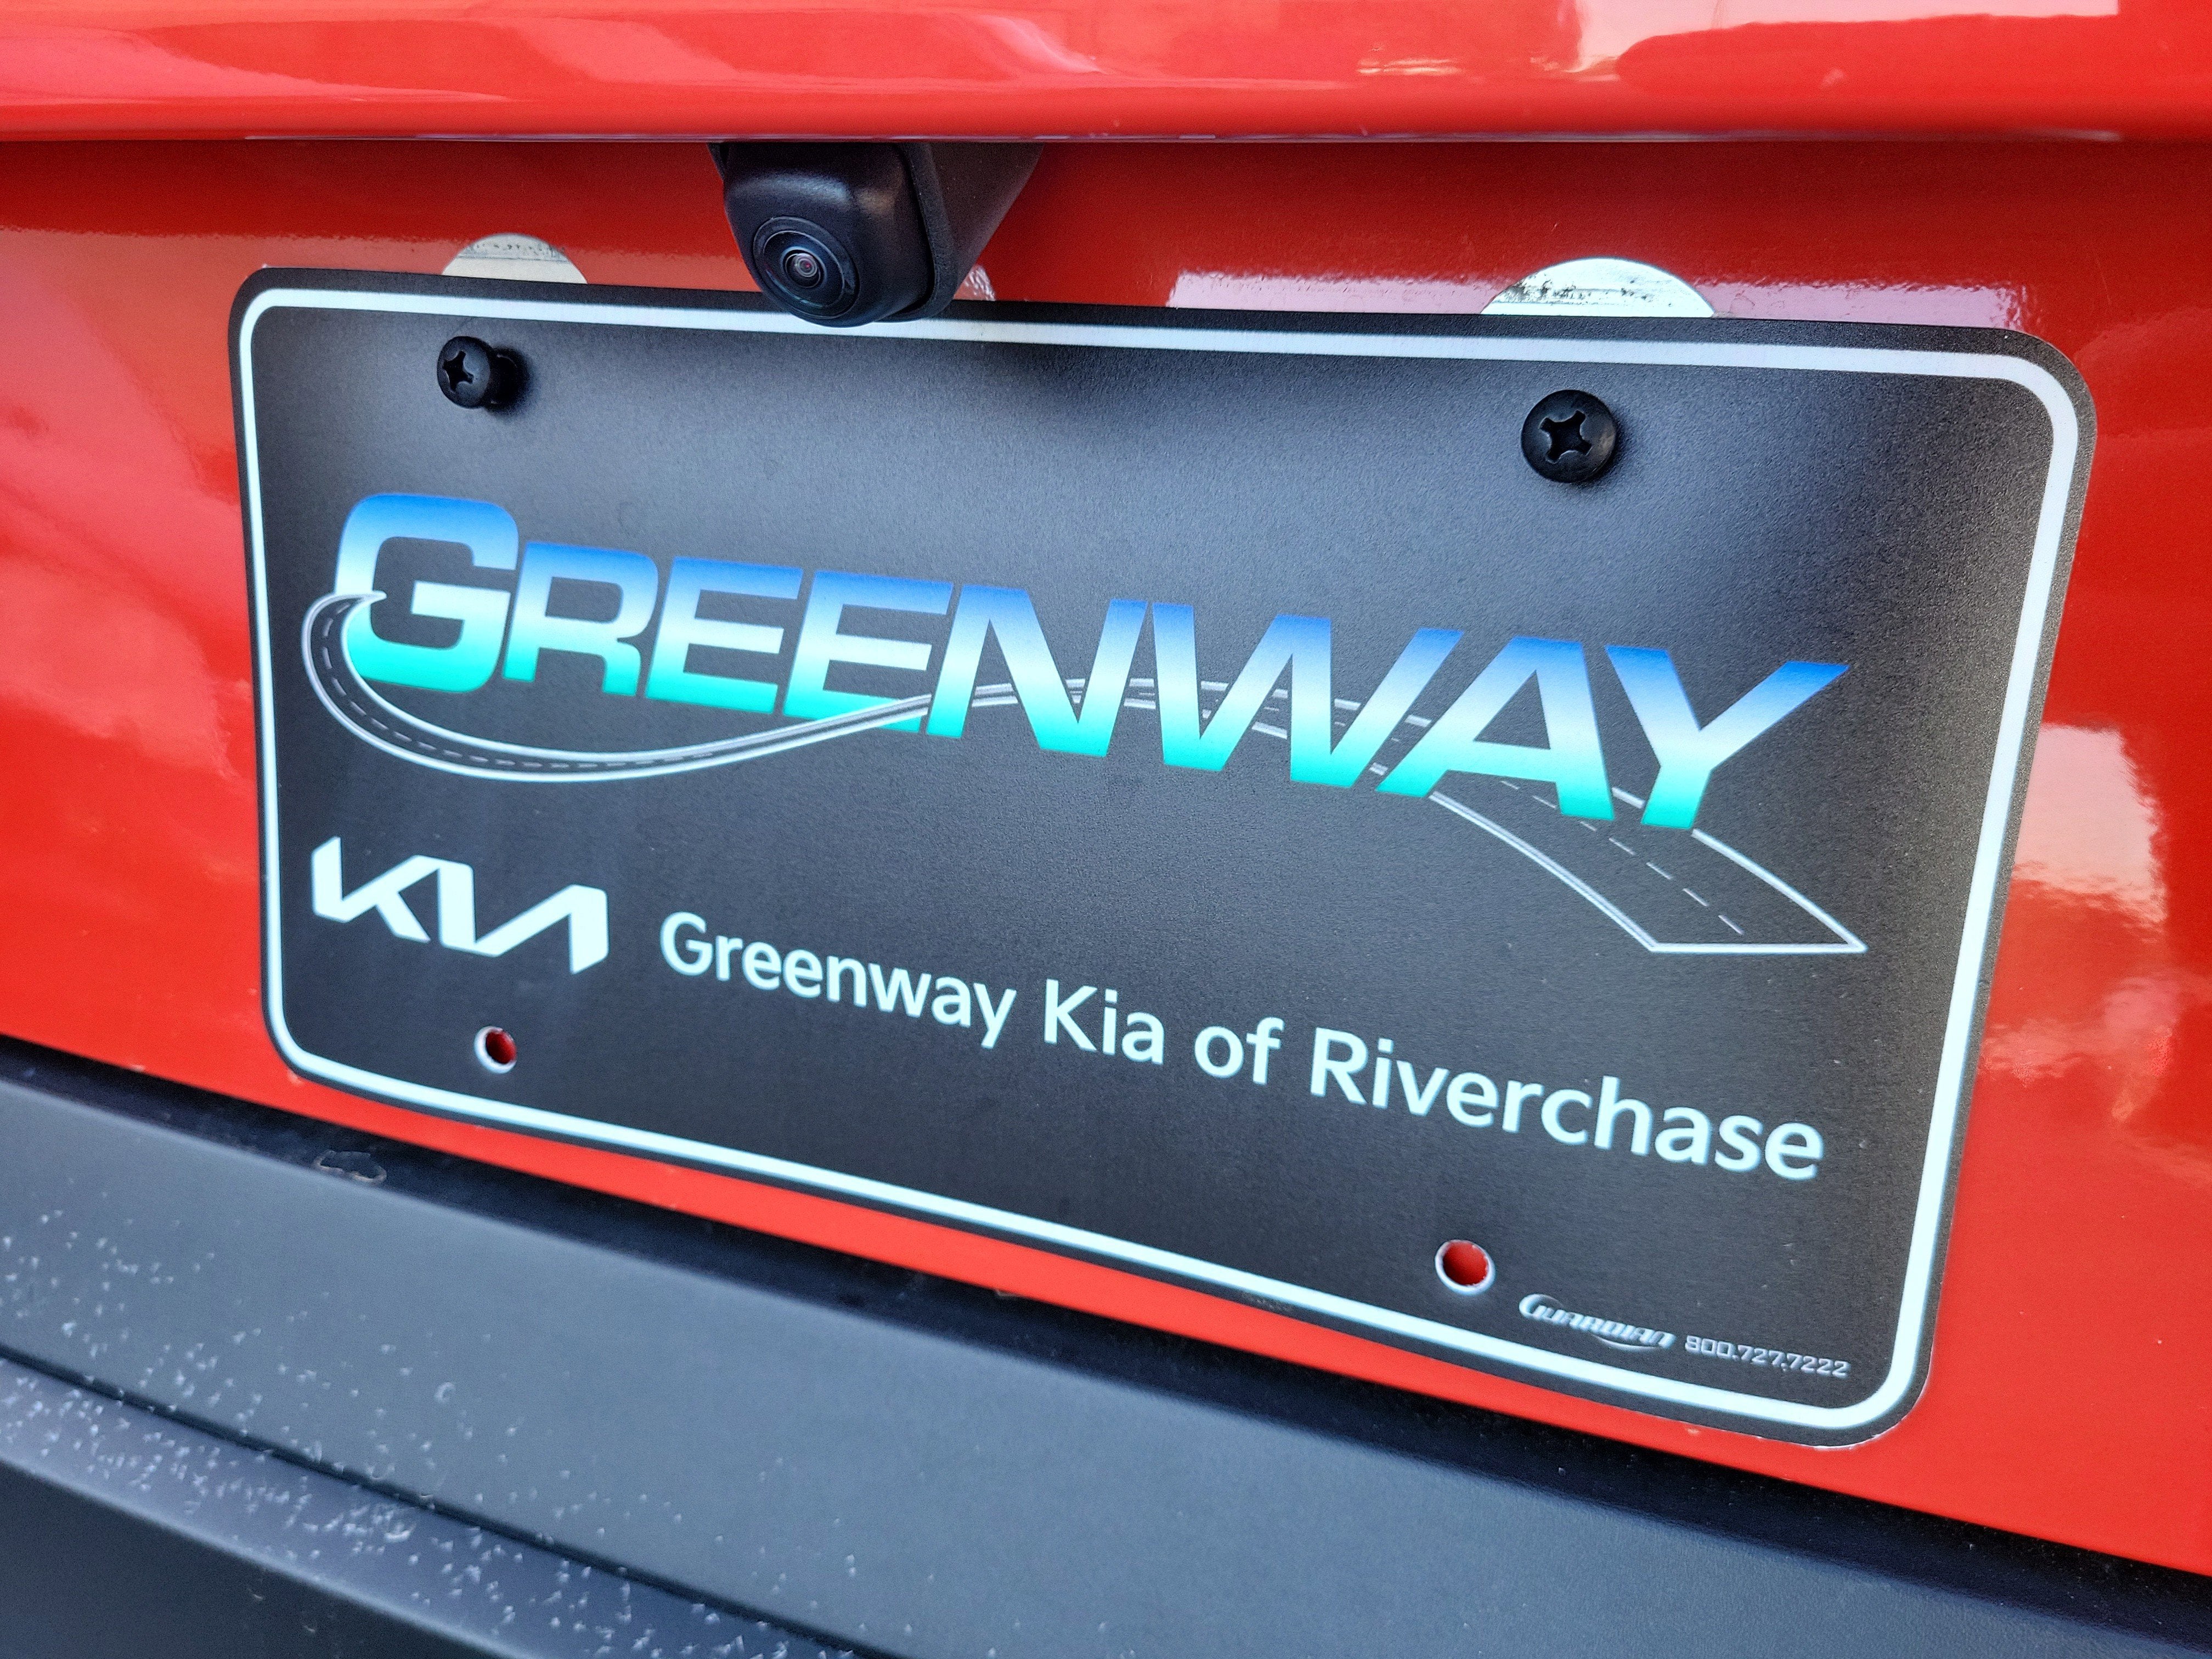 GREENWAY
KIA Greenway Kia of Riverchase
GUARDIAN 800.727.7222